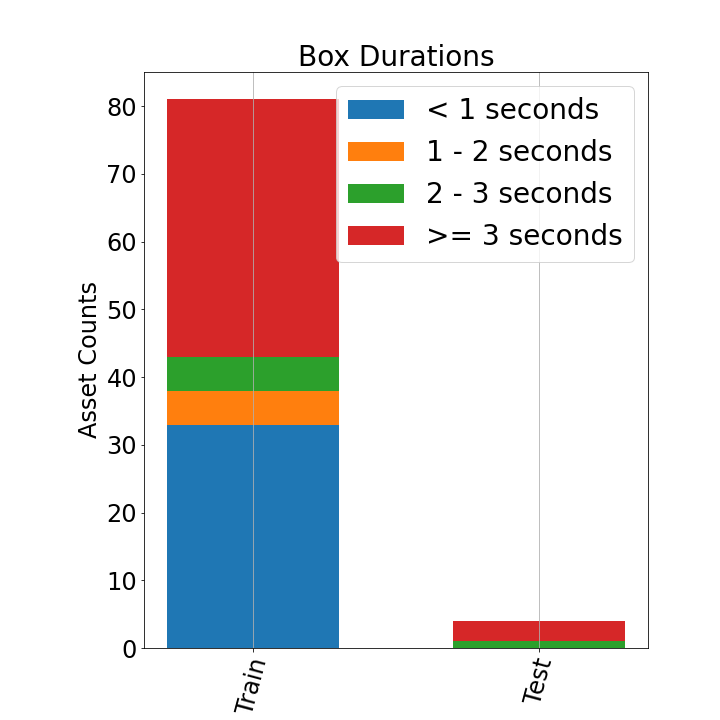 Box Durations
< 1 seconds
1 - 2 seconds
2 - 3 seconds
>= 3 seconds
Asset Counts
80
70
60
50
40
30
20
10
0
Train
Test